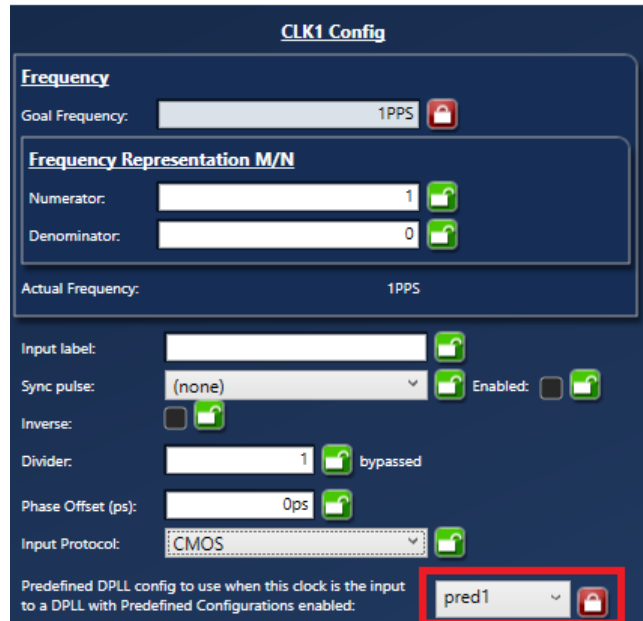 CLK1 Config
Frequency
Goal Frequency: 1PPS
Frequency Representation M/N
Numerator: 1
Denominator: 0
Actual Frequency: 1PPS
Input label:
Sync pulse: (none) Enabled:
Inverse:
Divider: 1 bypassed
Phase Offset (ps): 0ps
Input Protocol: CMOS
Predefined DPLL config to use when this clock is the input
to a DPLL with Predefined Configurations enabled: pred1